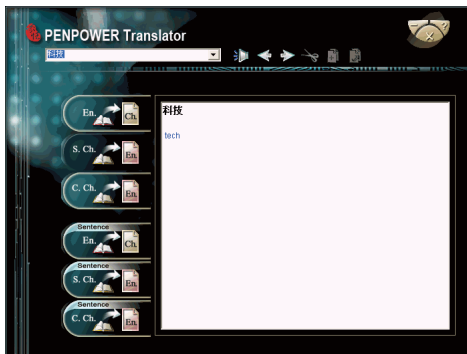 PENPOWER Translator
科技
En. Ch.
科技
tech
S. Ch. En.
C. Ch. En.
Sentence
En. Ch.
Sentence
S. Ch. En.
Sentence
C. Ch. En.